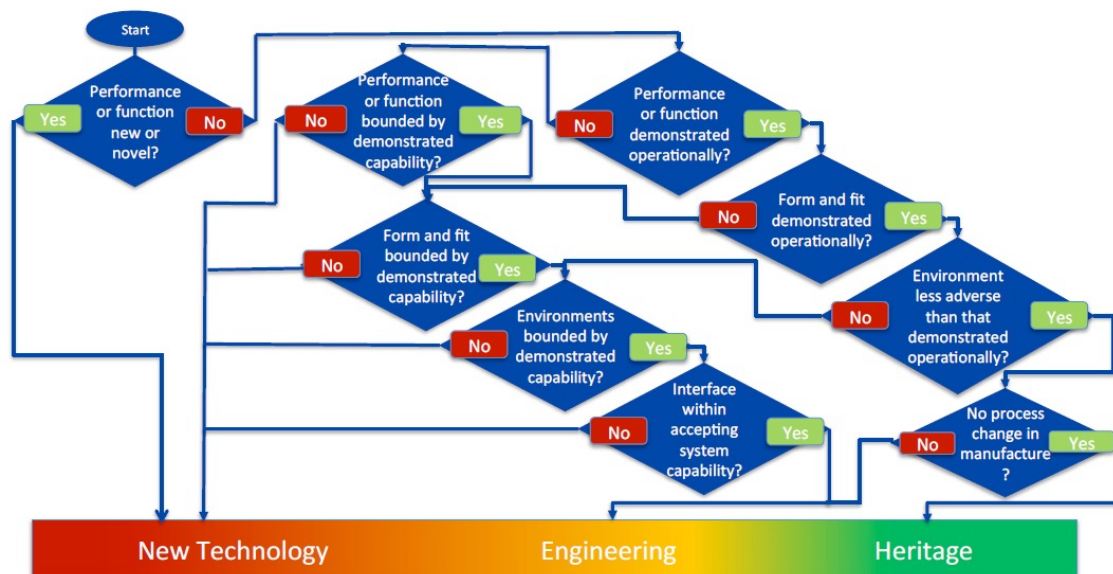 Start
Performance
or function
new or
novel?
Yes
No
Performance
or function
bounded by
demonstrated
capability?
No
Yes
Performance
or function
demonstrated
operationally?
No
Yes
Form and fit
demonstrated
operationally?
No
Yes
Form and fit
bounded by
demonstrated
capability?
No
Yes
Environment
less adverse
than that
demonstrated
operationally?
No
Yes
Environments
bounded by
demonstrated
capability?
No
Yes
Interface
within
accepting
system
capability?
No
Yes
No process
change in
manufacture
?
No
Yes
New Technology
Engineering
Heritage